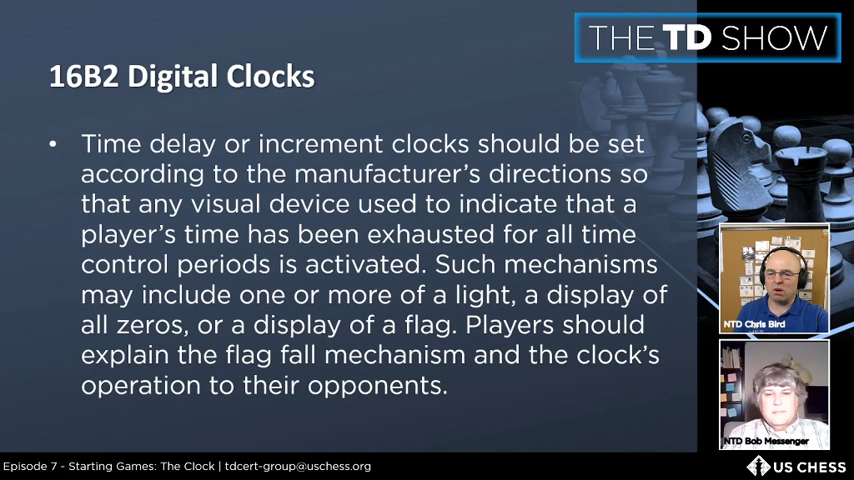 THE TD SHOW
16B2 Digital Clocks
• Time delay or increment clocks should be set
according to the manufacturer's directions so
that any visual device used to indicate that a
player's time has been exhausted for all time
control periods is activated. Such mechanisms
may include one or more of a light, a display of
all zeros, or a display of a flag. Players should
explain the flag fall mechanism and the clock's
operation to their opponents.
NTD Chris Bird
NTD Bob Messenger
Episode 7 - Starting Games: The Clock | tdcert-group@uschess.org
US CHESS